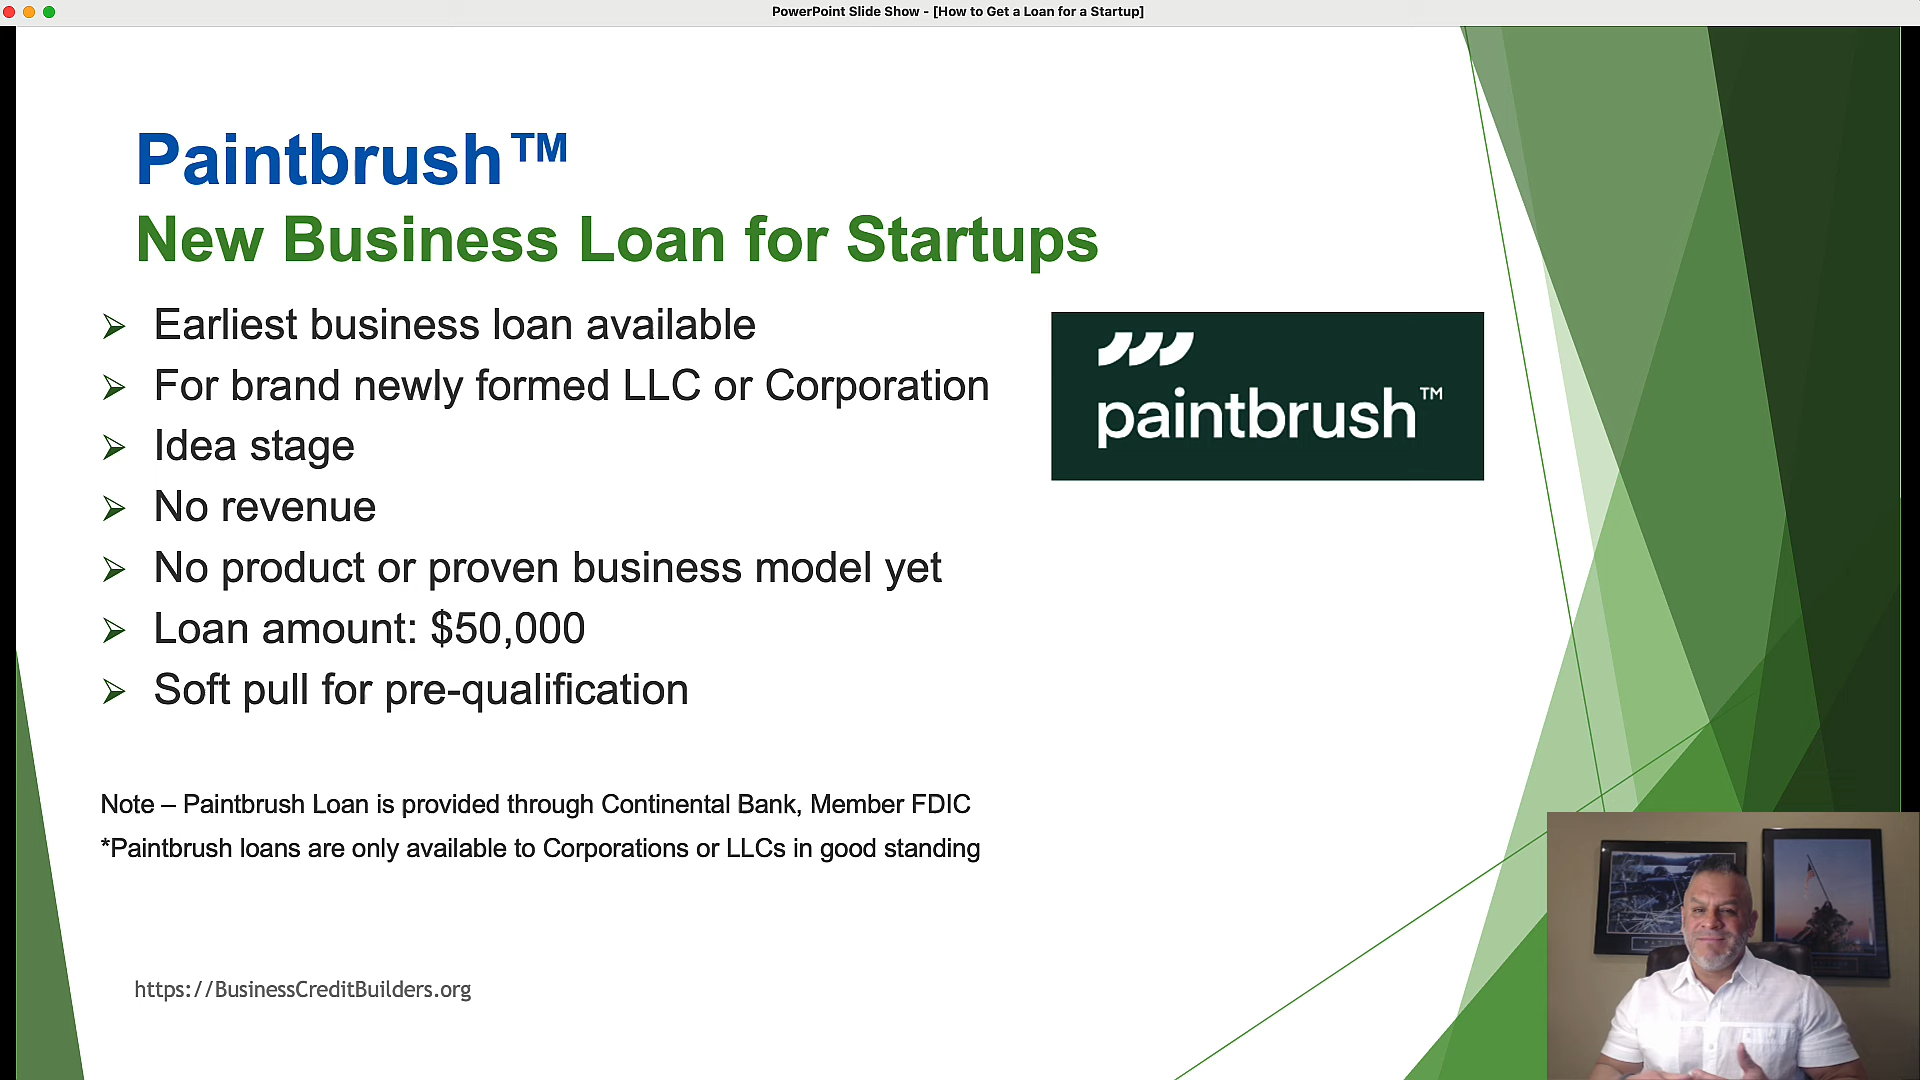 PowerPoint Slide Show - [How to Get a Loan for a Startup]
Paintbrush™
New Business Loan for Startups
Earliest business loan available
For brand newly formed LLC or Corporation
Idea stage
No revenue
No product or proven business model yet
Loan amount: $50,000
Soft pull for pre-qualification
paintbrush™
Note – Paintbrush Loan is provided through Continental Bank, Member FDIC
*Paintbrush loans are only available to Corporations or LLCs in good standing
https://BusinessCreditBuilders.org